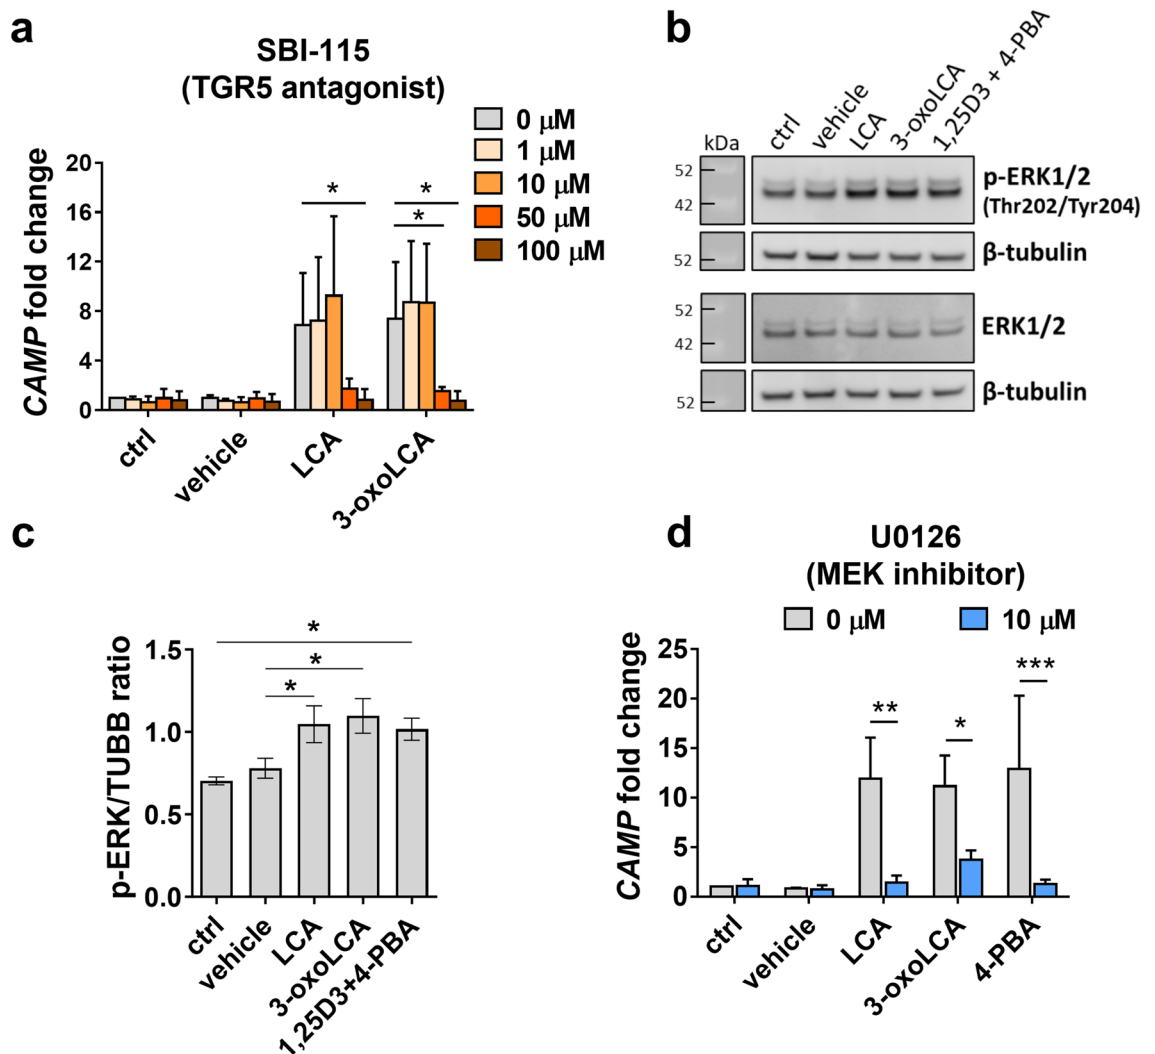 a
SBI-115
(TGR5 antagonist)
0 μM
1 μM
10 μM
50 μM
100 μM
CAMP fold change
20
16
12
8
4
0
*
*
*
ctrl
vehicle
LCA
3-oxoLCA
b
kDa
ctrl
vehicle
LCA
3-oxoLCA
1,25D3 + 4-PBA
52
42
p-ERK1/2
(Thr202/Tyr204)
52
β-tubulin
52
42
ERK1/2
52
β-tubulin
c
p-ERK/TUBB ratio
1.5
1.0
0.5
0.0
*
*
*
ctrl
vehicle
LCA
3-oxoLCA
1,25D3+4-PBA
d
U0126
(MEK inhibitor)
0 μM
10 μM
CAMP fold change
25
20
15
10
5
0
**
*
***
ctrl
vehicle
LCA
3-oxoLCA
4-PBA